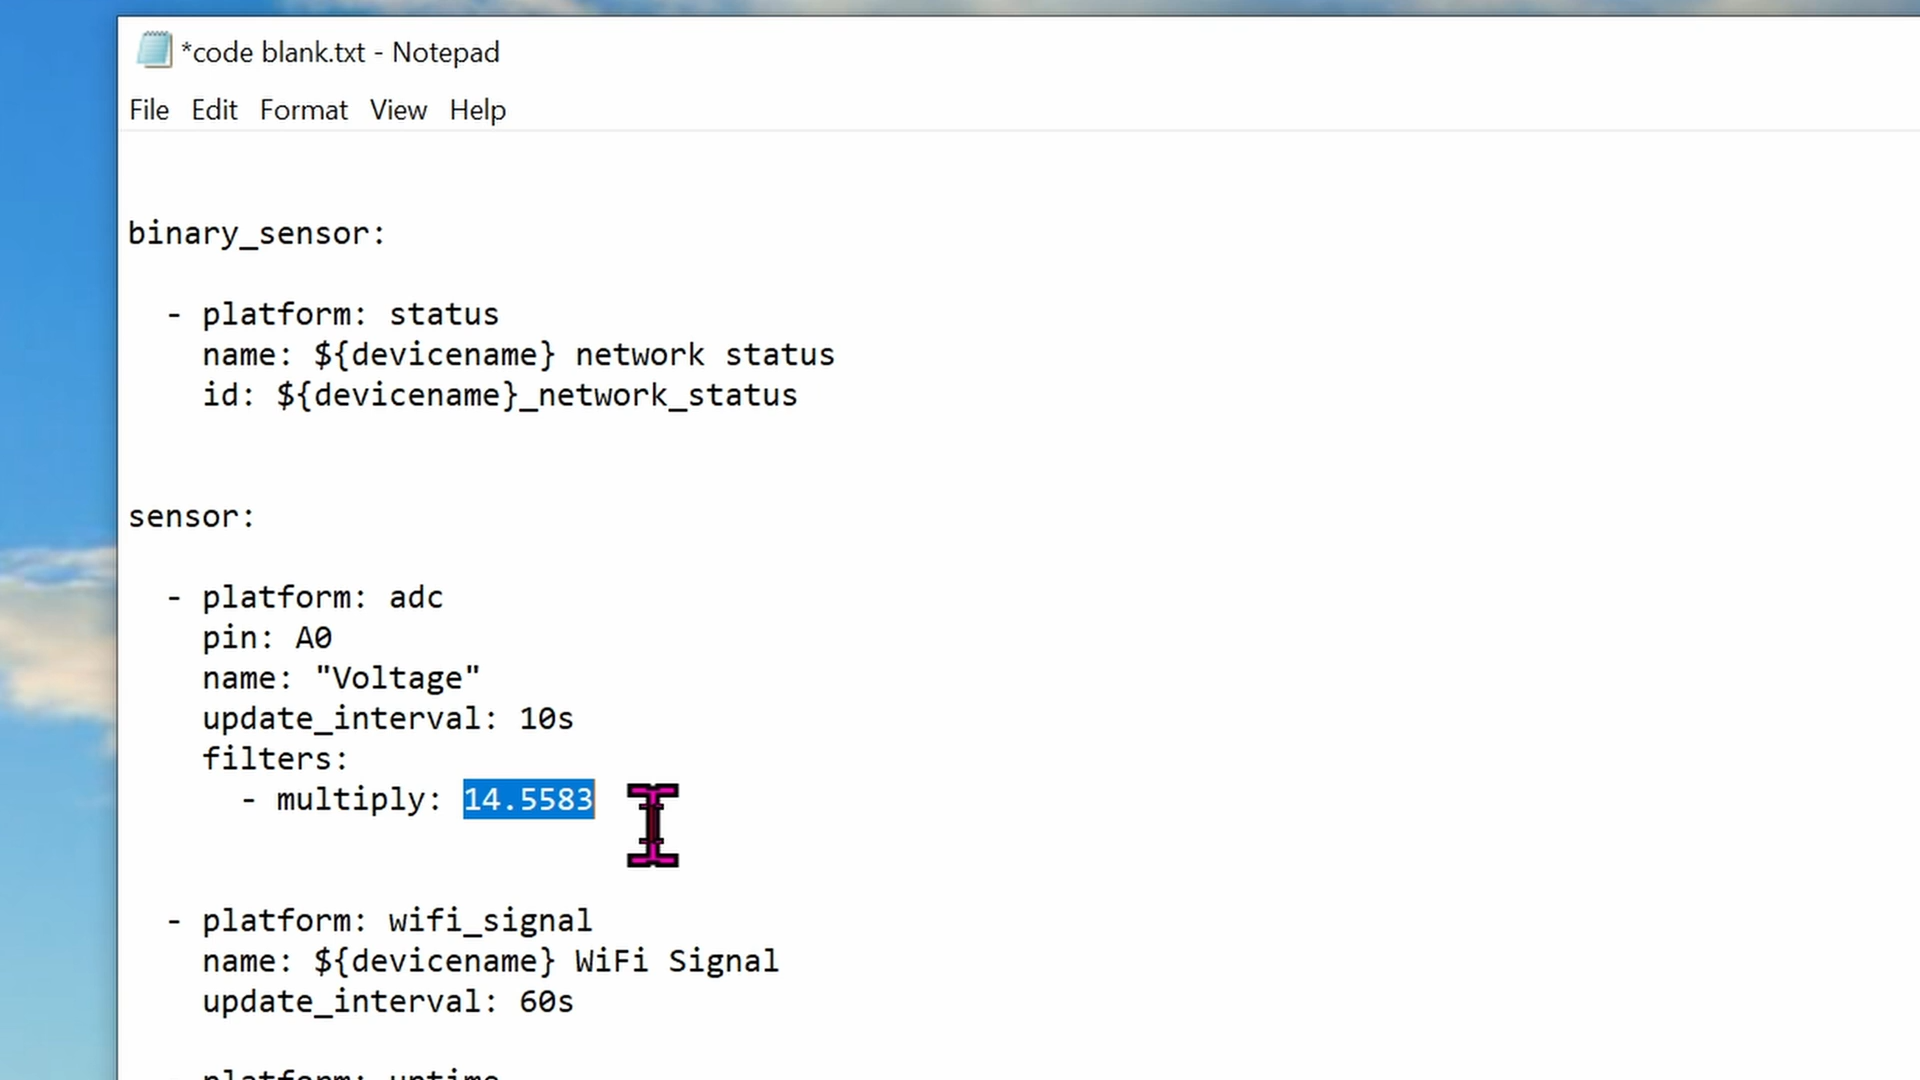 *code blank.txt - Notepad
File Edit Format View Help
binary_sensor:
- platform: status
name: ${devicename} network status
id: ${devicename}_network_status
sensor:
- platform: adc
pin: A0
name: "Voltage"
update_interval: 10s
filters:
- multiply: 14.5583
- platform: wifi_signal
name: ${devicename} WiFi Signal
update_interval: 60s
- platform: uptime